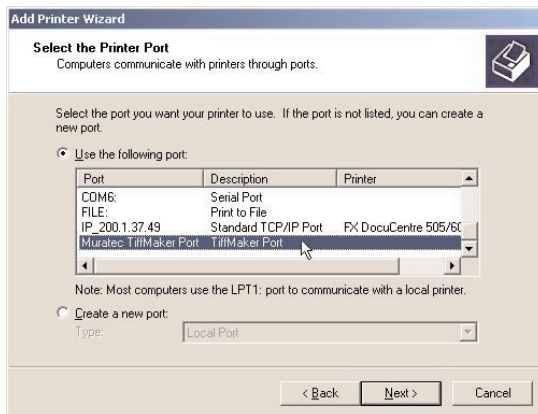 Add Printer Wizard
Select the Printer Port
Computers communicate with printers through ports.
Select the port you want your printer to use. If the port is not listed, you can create a
new port.
Use the following port:
Port Description Printer
COM6: Serial Port
FILE: Print to File
IP_200.1.37.49 Standard TCP/IP Port FX DocuCentre 505/60
Muratec TiffMaker Port TiffMaker Port
Note: Most computers use the LPT1: port to communicate with a local printer.
Create a new port:
Type: Local Port
< Back Next > Cancel